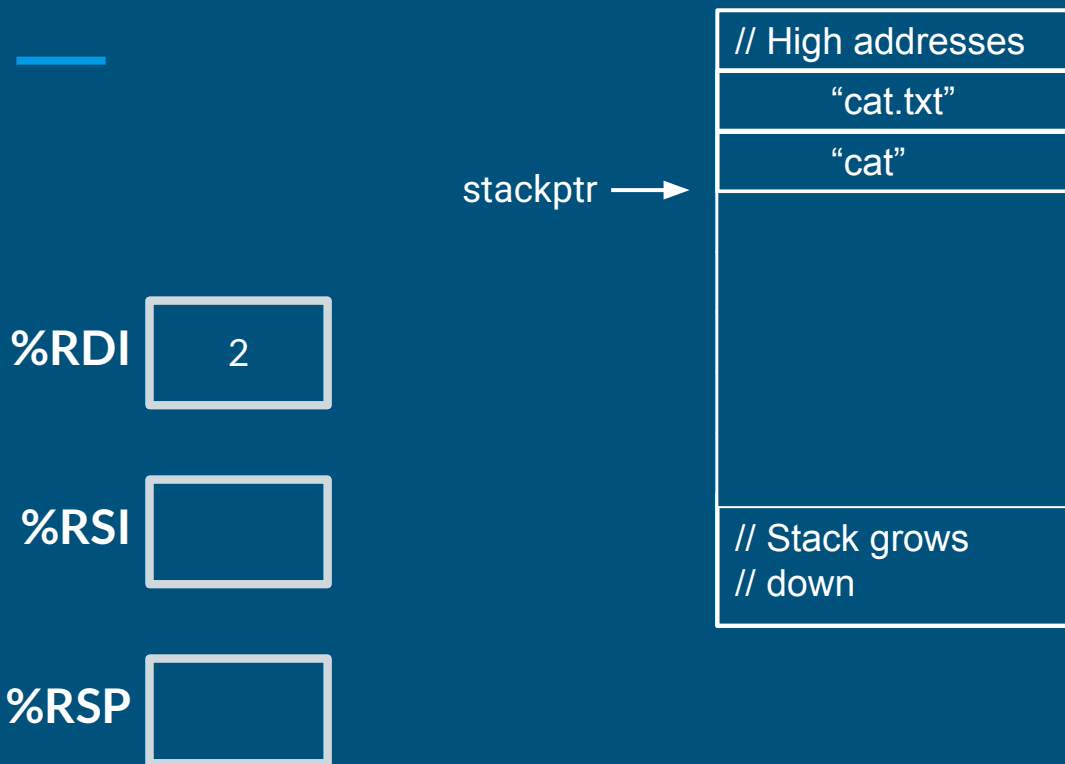 // High addresses
“cat.txt”
“cat”
stackptr
%RDI
2
%RSI
// Stack grows
// down
%RSP